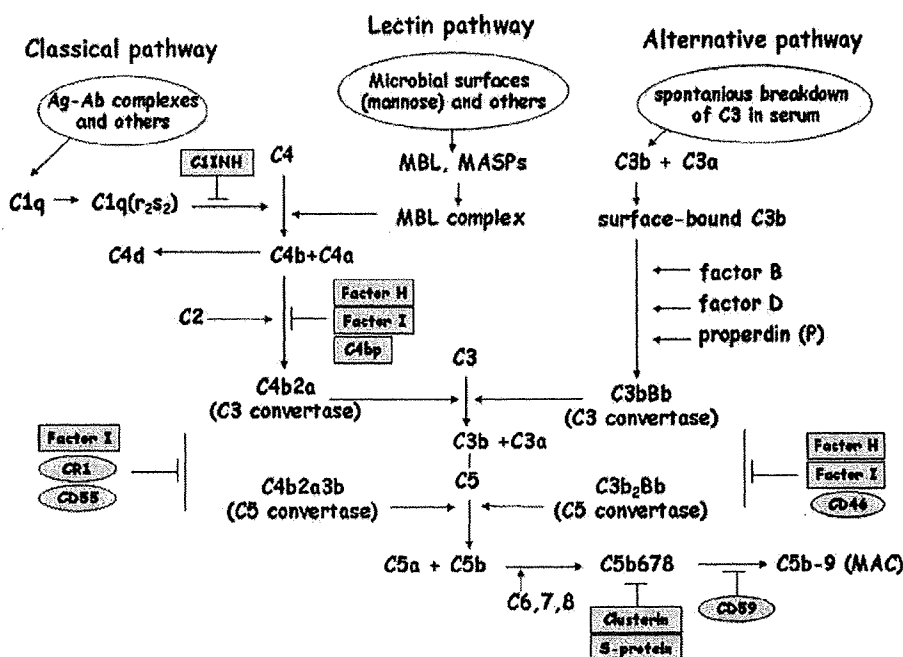 Classical pathway
Lectin pathway
Alternative pathway
Ag-Ab complexes
and others
Microbial surfaces
(mannose) and others
spontanious breakdown
of C3 in serum
C1INH
C4
MBL, MASPs
C3b + C3a
C1q
C1q(r₂s₂)
MBL complex
surface-bound C3b
C4d
C4b+C4a
factor B
Factor H
C2
Factor I
factor D
C4bp
properdin (P)
C3
C4b2a
(C3 convertase)
C3bBb
(C3 convertase)
C3b +C3a
Factor I
CR1
CD55
Factor H
Factor I
CD46
C5
C4b2a3b
(C5 convertase)
C3b₂Bb
(C5 convertase)
C5a + C5b
C5b678
C5b-9 (MAC)
C6,7,8
CD59
Clusterin
S-protein